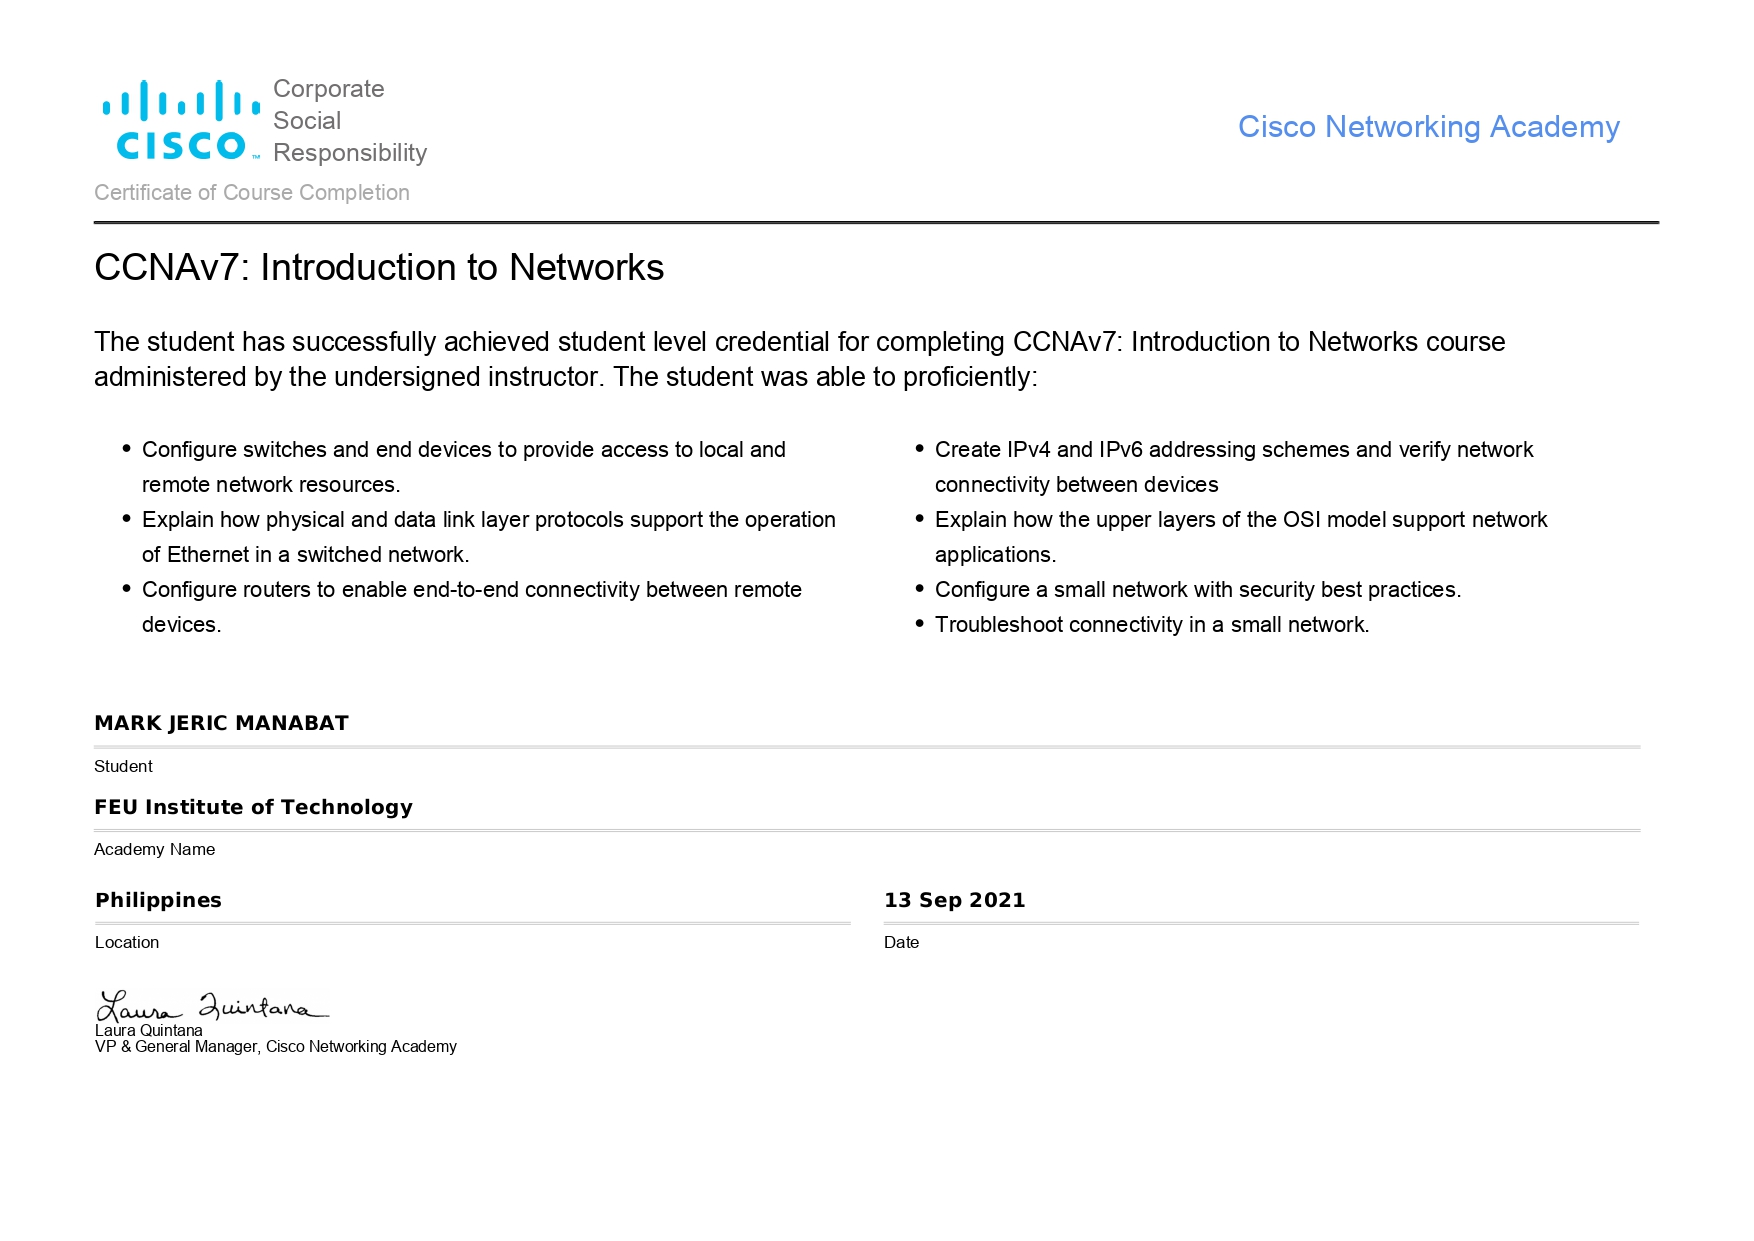 Corporate
Social
Responsibility
CISCO™
Cisco Networking Academy
Certificate of Course Completion
CCNAv7: Introduction to Networks
The student has successfully achieved student level credential for completing CCNAv7: Introduction to Networks course
administered by the undersigned instructor. The student was able to proficiently:
• Configure switches and end devices to provide access to local and
remote network resources.
• Explain how physical and data link layer protocols support the operation
of Ethernet in a switched network.
• Configure routers to enable end-to-end connectivity between remote
devices.
• Create IPv4 and IPv6 addressing schemes and verify network
connectivity between devices
• Explain how the upper layers of the OSI model support network
applications.
• Configure a small network with security best practices.
• Troubleshoot connectivity in a small network.
MARK JERIC MANABAT
Student
FEU Institute of Technology
Academy Name
Philippines
Location
13 Sep 2021
Date
Laura Quintana
Laura Quintana
VP & General Manager, Cisco Networking Academy